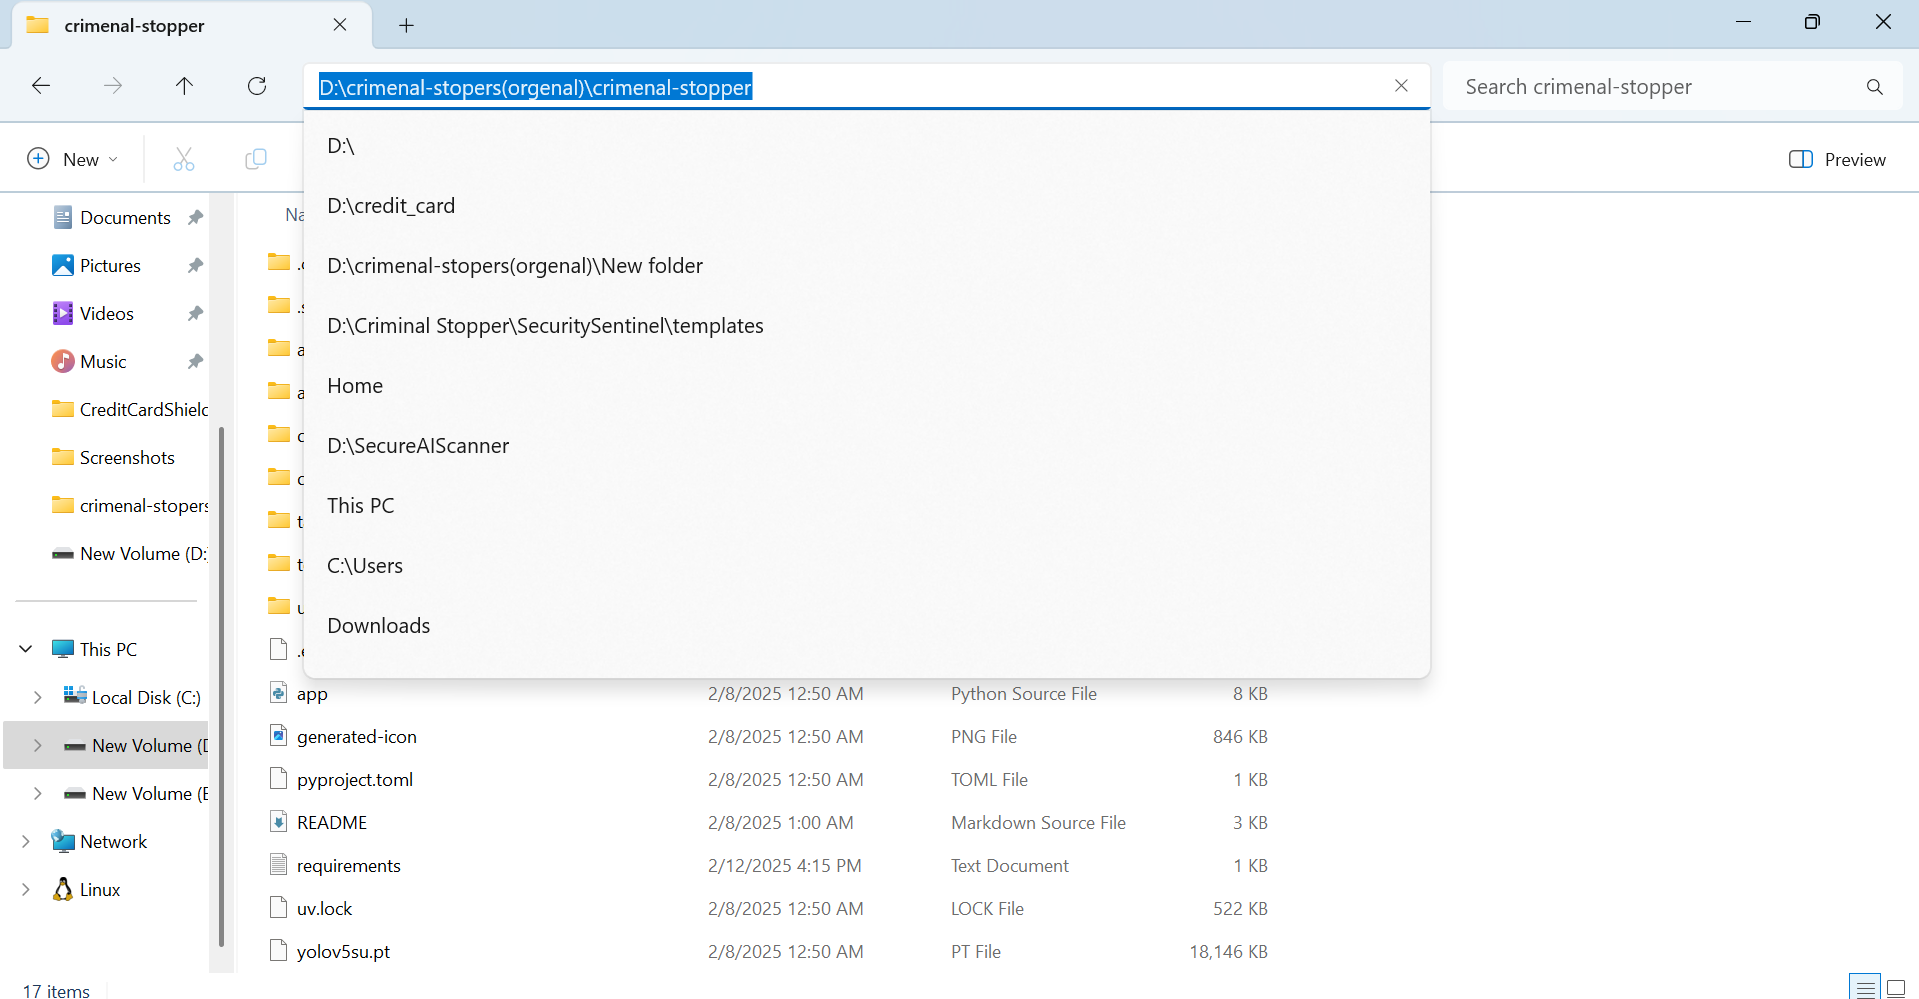 crimenal-stopper
D:\crimenal-stopers(orgenal)\crimenal-stopper
Search crimenal-stopper
New
Preview
D:\
D:\credit_card
D:\crimenal-stopers(orgenal)\New folder
D:\Criminal Stopper\SecuritySentinel\templates
Home
D:\SecureAIScanner
This PC
C:\Users
Downloads
Documents
Pictures
Videos
Music
CreditCardShield
Screenshots
crimenal-stopers
New Volume (D:)
This PC
Local Disk (C:)
New Volume (D
New Volume (E
Network
Linux
Na
app 2/8/2025 12:50 AM Python Source File 8 KB
generated-icon 2/8/2025 12:50 AM PNG File 846 KB
pyproject.toml 2/8/2025 12:50 AM TOML File 1 KB
README 2/8/2025 1:00 AM Markdown Source File 3 KB
requirements 2/12/2025 4:15 PM Text Document 1 KB
uv.lock 2/8/2025 12:50 AM LOCK File 522 KB
yolov5su.pt 2/8/2025 12:50 AM PT File 18,146 KB
17 items